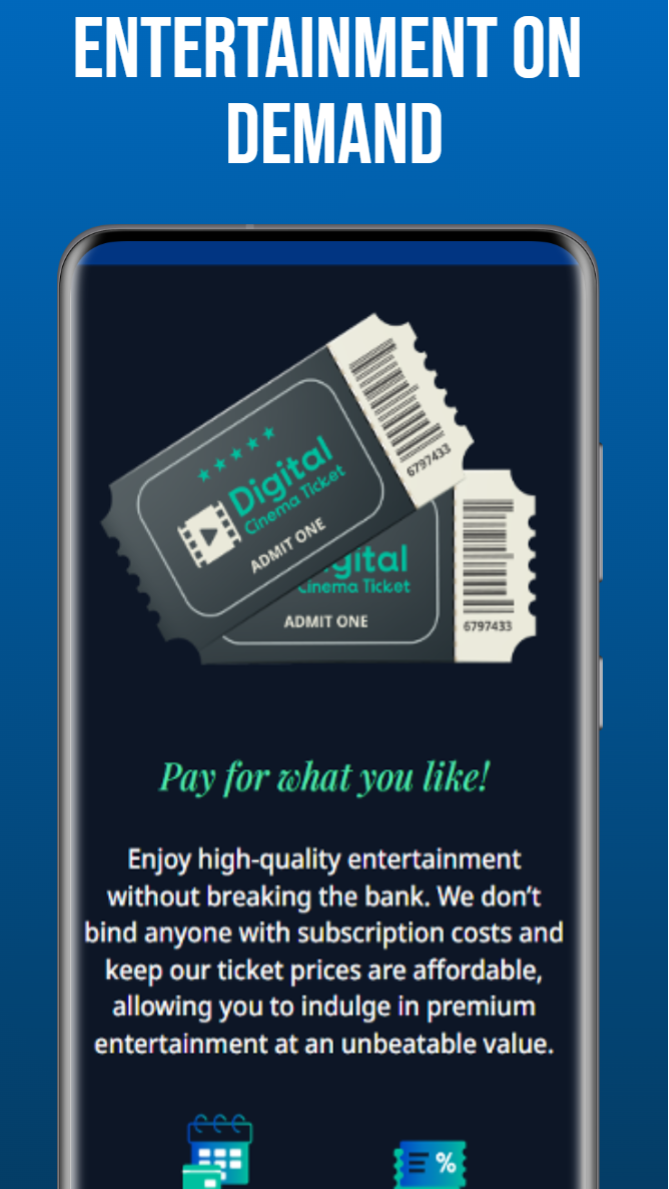 ENTERTAINMENT ON
DEMAND
Digital
Cinema Ticket
ADMIT ONE
6797433
gital
Cinema Ticket
ADMIT ONE
6797433
Pay for what you like!
Enjoy high-quality entertainment
without breaking the bank. We don’t
bind anyone with subscription costs and
keep our ticket prices are affordable,
allowing you to indulge in premium
entertainment at an unbeatable value.
%